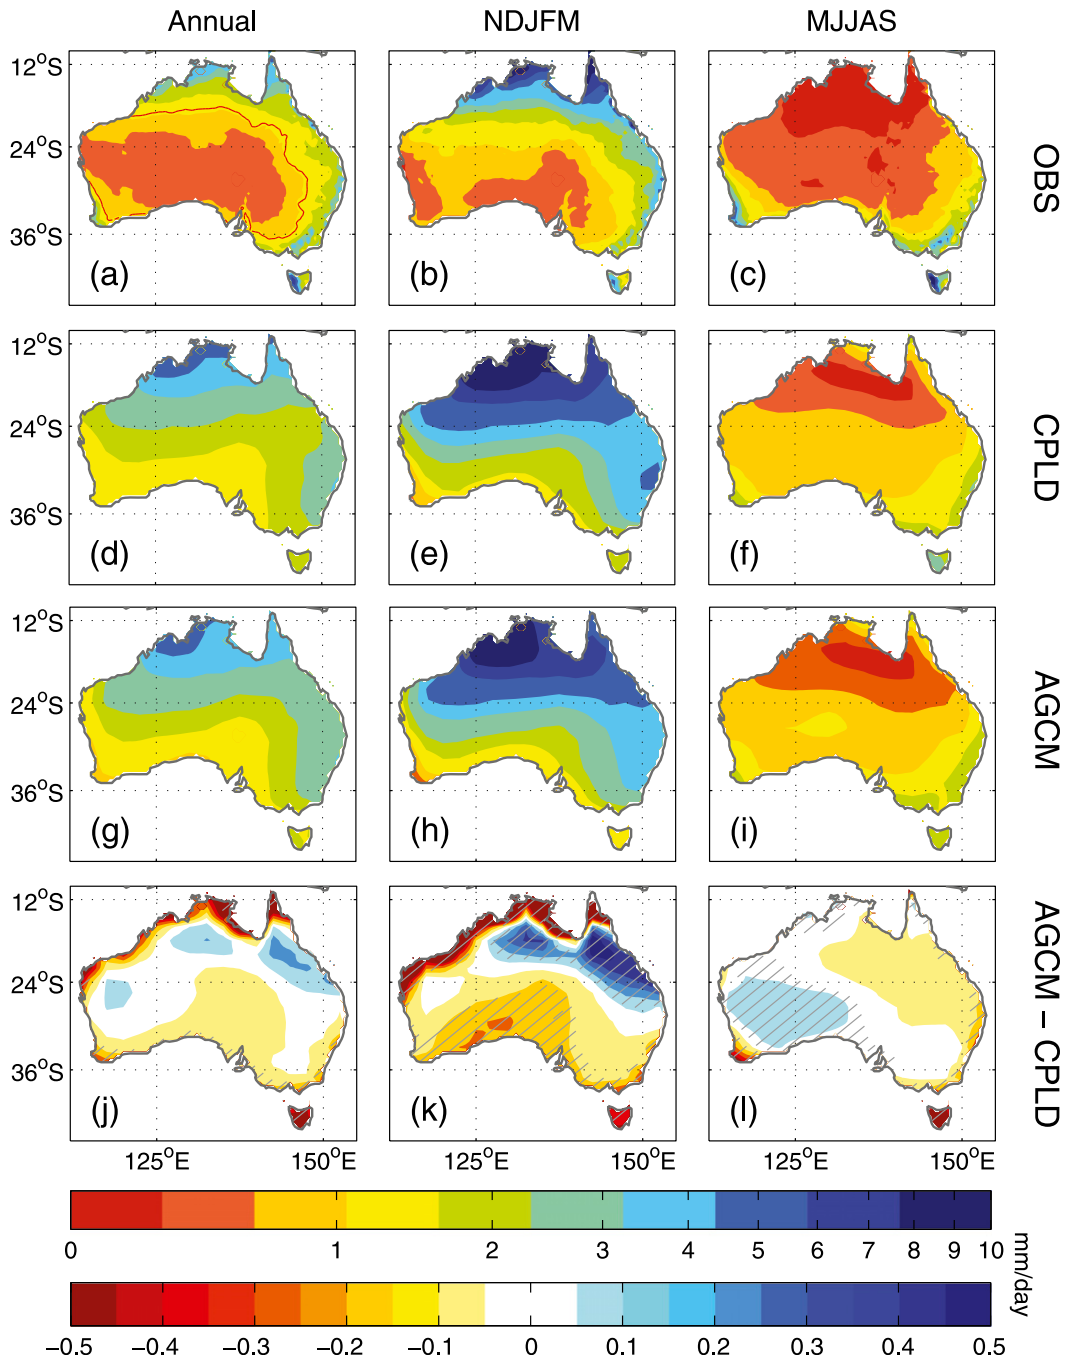 Annual NDJFM MJJAS
12°S
24°S
36°S
(a) (b) (c)
OBS
12°S
24°S
36°S
(d) (e) (f)
CPLD
12°S
24°S
36°S
(g) (h) (i)
AGCM
12°S
24°S
36°S
(j) (k) (l)
AGCM – CPLD
125°E 150°E 125°E 150°E 125°E 150°E
0 1 2 3 4 5 6 7 8 9 10
mm/day
−0.5 −0.4 −0.3 −0.2 −0.1 0 0.1 0.2 0.3 0.4 0.5